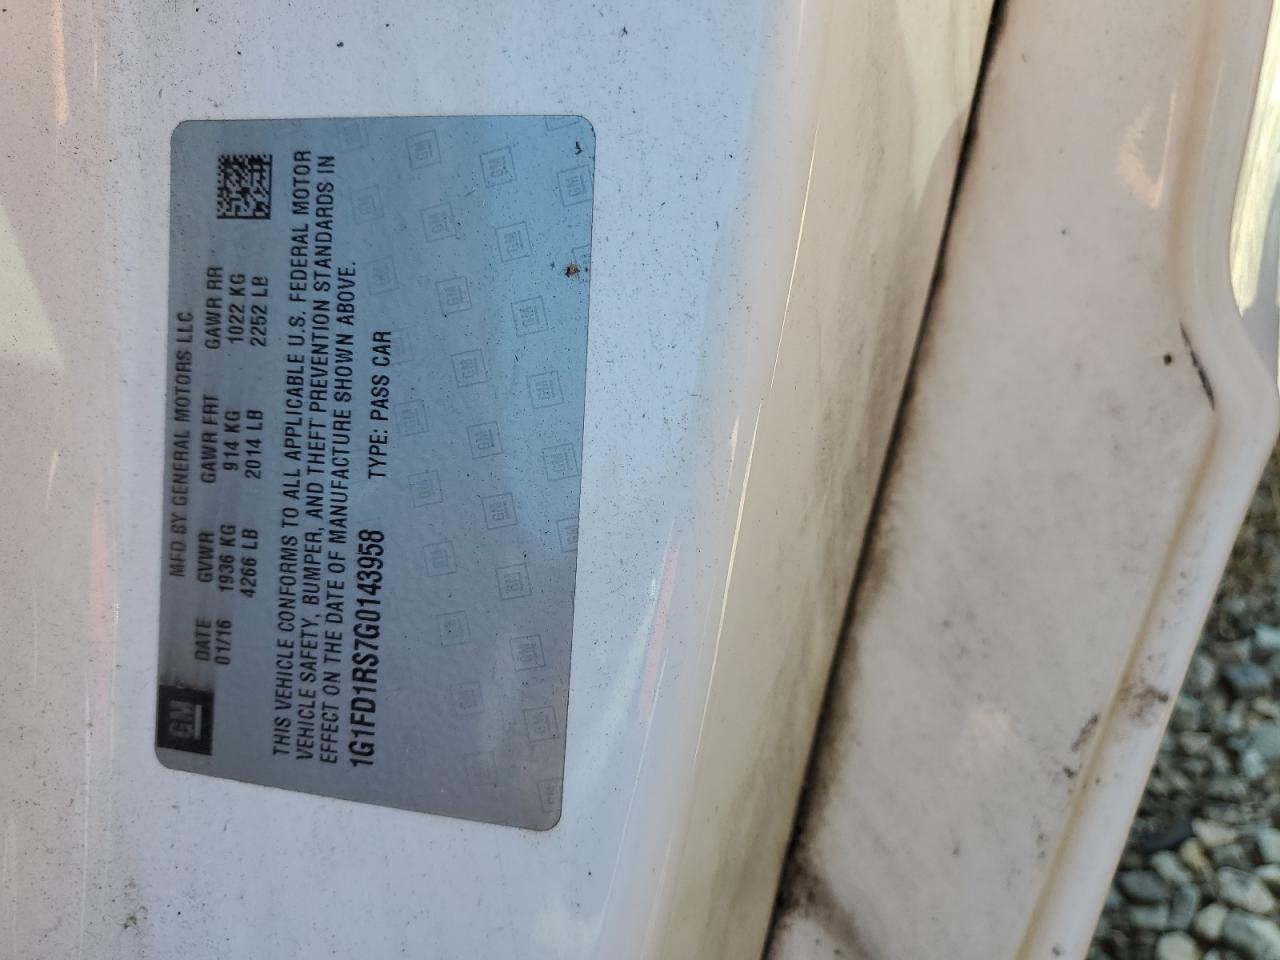 GM
MFD BY GENERAL MOTORS LLC
DATE GVWR GAWR FRT GAWR RR
01/16 1936 KG 914 KG 1022 KG
4266 LB 2014 LB 2252 LB
THIS VEHICLE CONFORMS TO ALL APPLICABLE U.S. FEDERAL MOTOR
VEHICLE SAFETY, BUMPER, AND THEFT PREVENTION STANDARDS IN
EFFECT ON THE DATE OF MANUFACTURE SHOWN ABOVE.
1G1FD1RS7G0143958 TYPE: PASS CAR